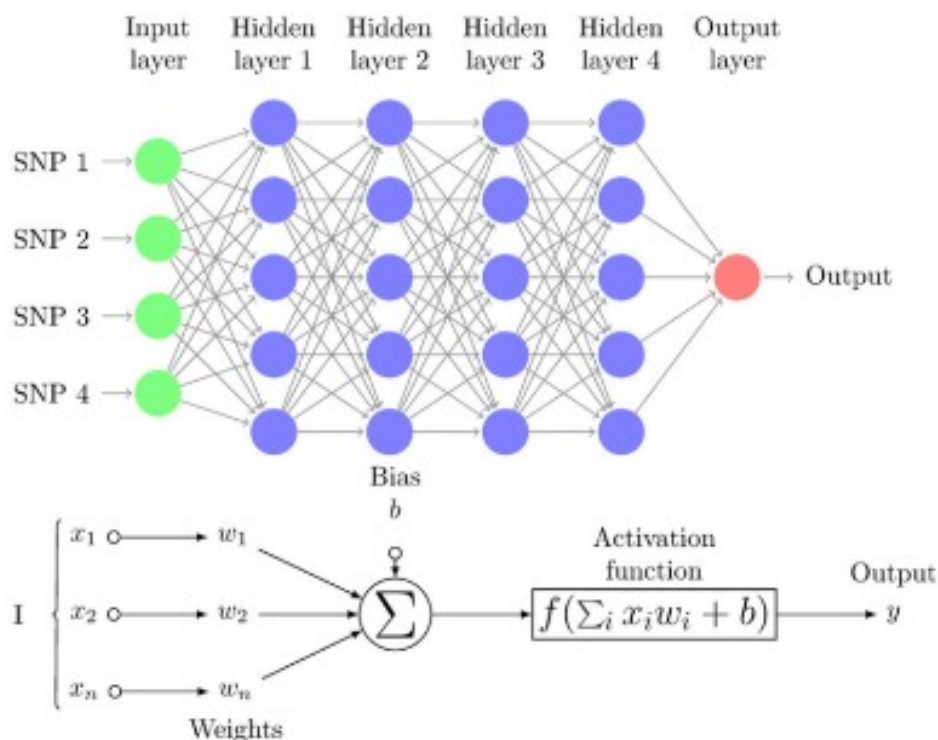 Input layer
Hidden layer 1
Hidden layer 2
Hidden layer 3
Hidden layer 4
Output layer
SNP 1
SNP 2
SNP 3
SNP 4
Output
Bias
b
I
x₁
w₁
x₂
w₂
xₙ
wₙ
Weights
∑
Activation function
f(∑ᵢ xᵢwᵢ + b)
Output
y